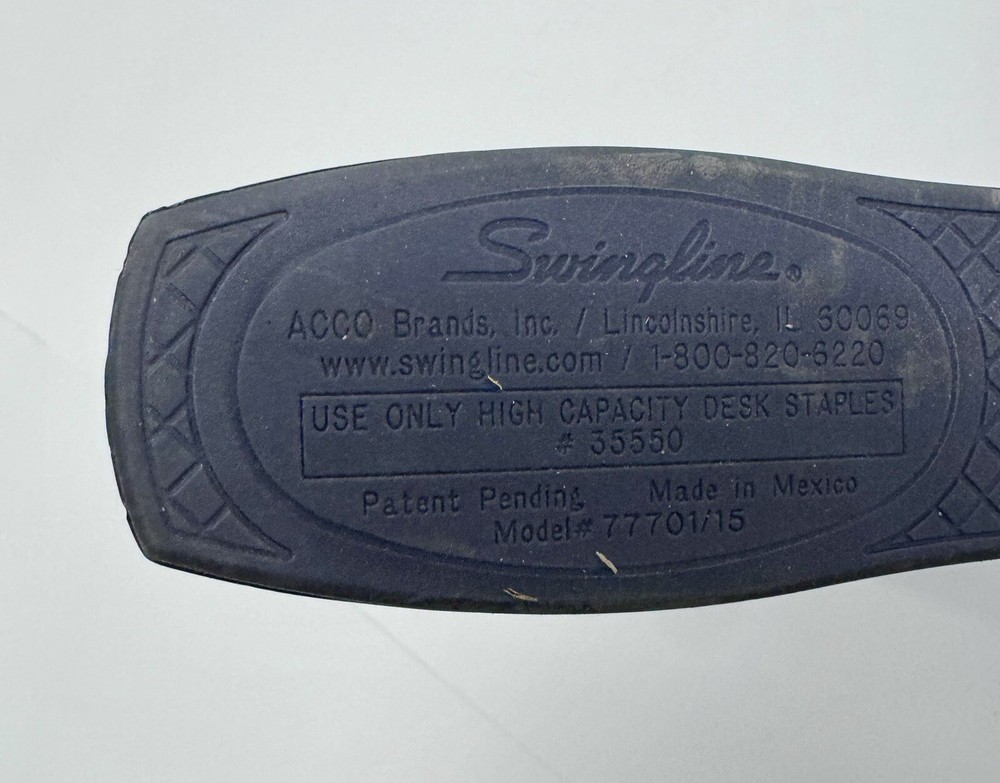 Swingline®
ACCO Brands, Inc. / Lincolnshire, IL 60069
www.swingline.com / 1-800-820-6220
USE ONLY HIGH CAPACITY DESK STAPLES
# 35550
Patent Pending Made in Mexico
Model# 77701/15